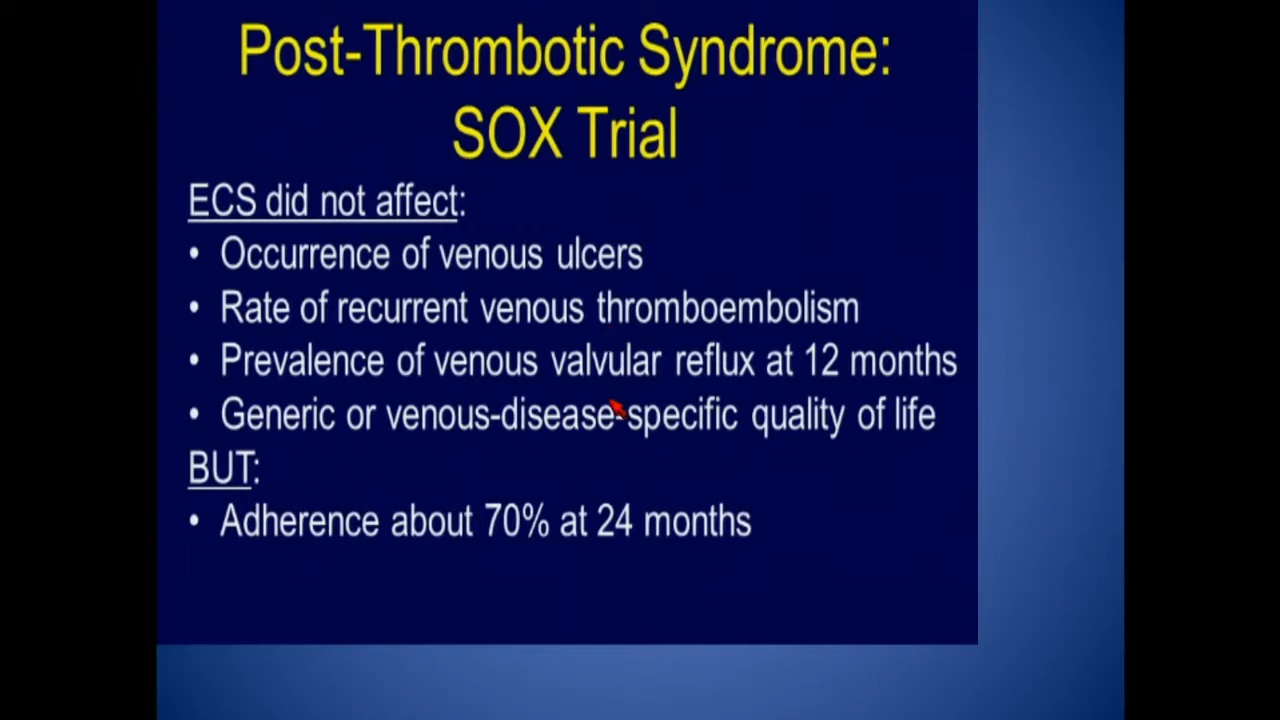 Post-Thrombotic Syndrome:
SOX Trial
ECS did not affect:
• Occurrence of venous ulcers
• Rate of recurrent venous thromboembolism
• Prevalence of venous valvular reflux at 12 months
• Generic or venous-disease-specific quality of life
BUT:
• Adherence about 70% at 24 months